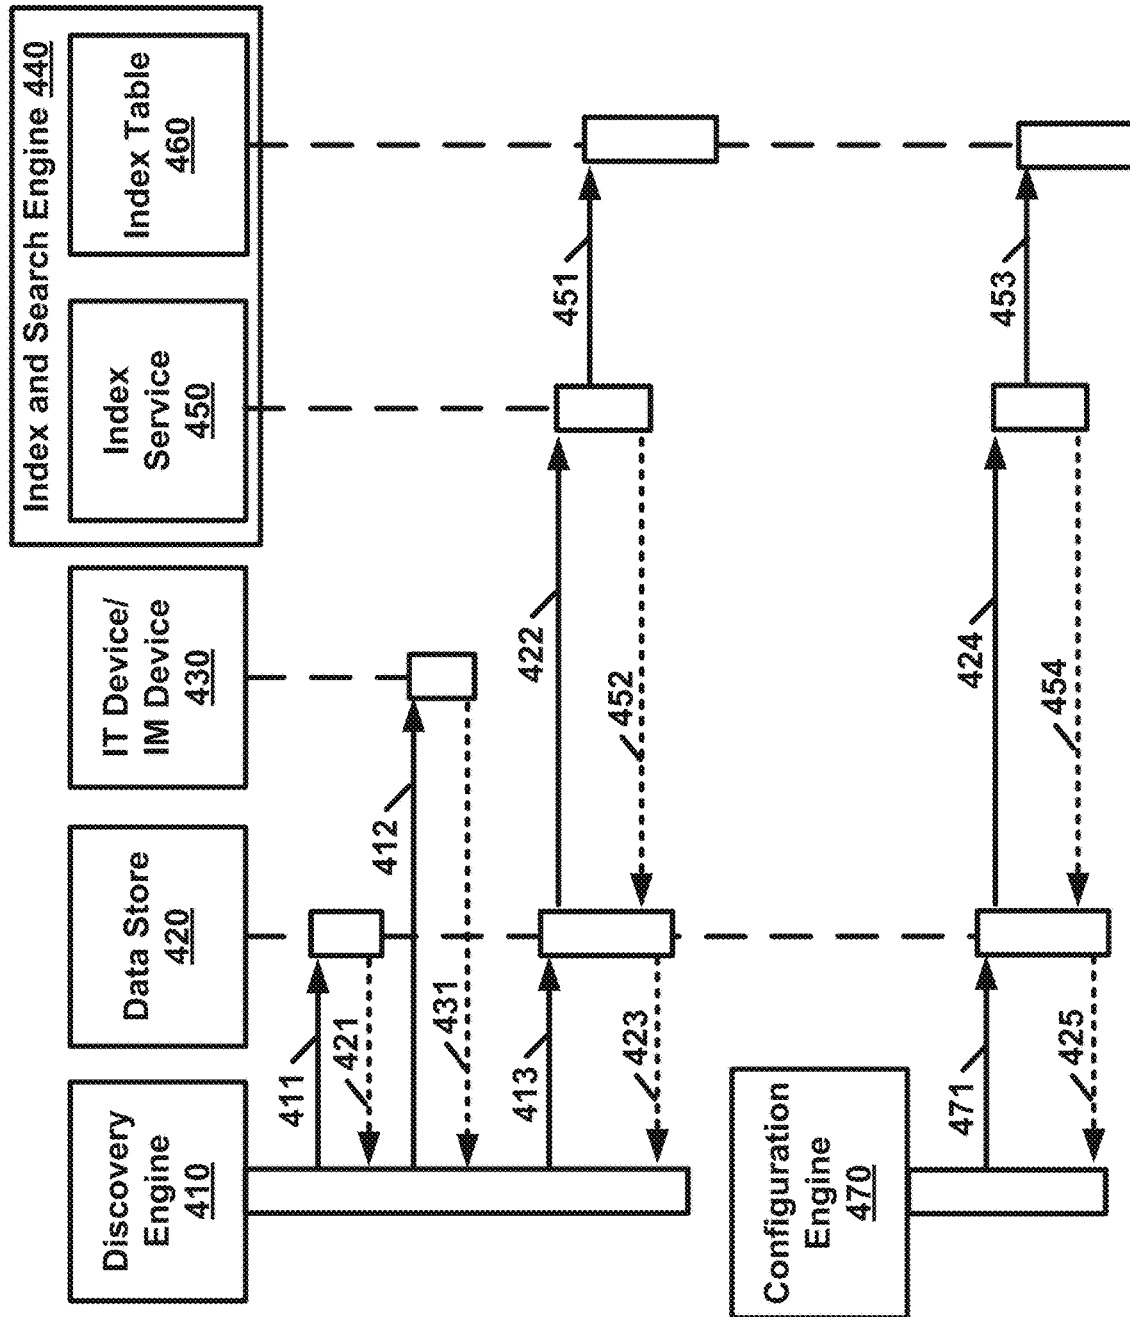 Index and Search Engine 440
Discovery
Engine
410
Data Store
420
IT Device/
IM Device
430
Index
Service
450
Index Table
460
411
421
412
431
413
423
422
452
451
Configuration
Engine
470
471
425
424
454
453